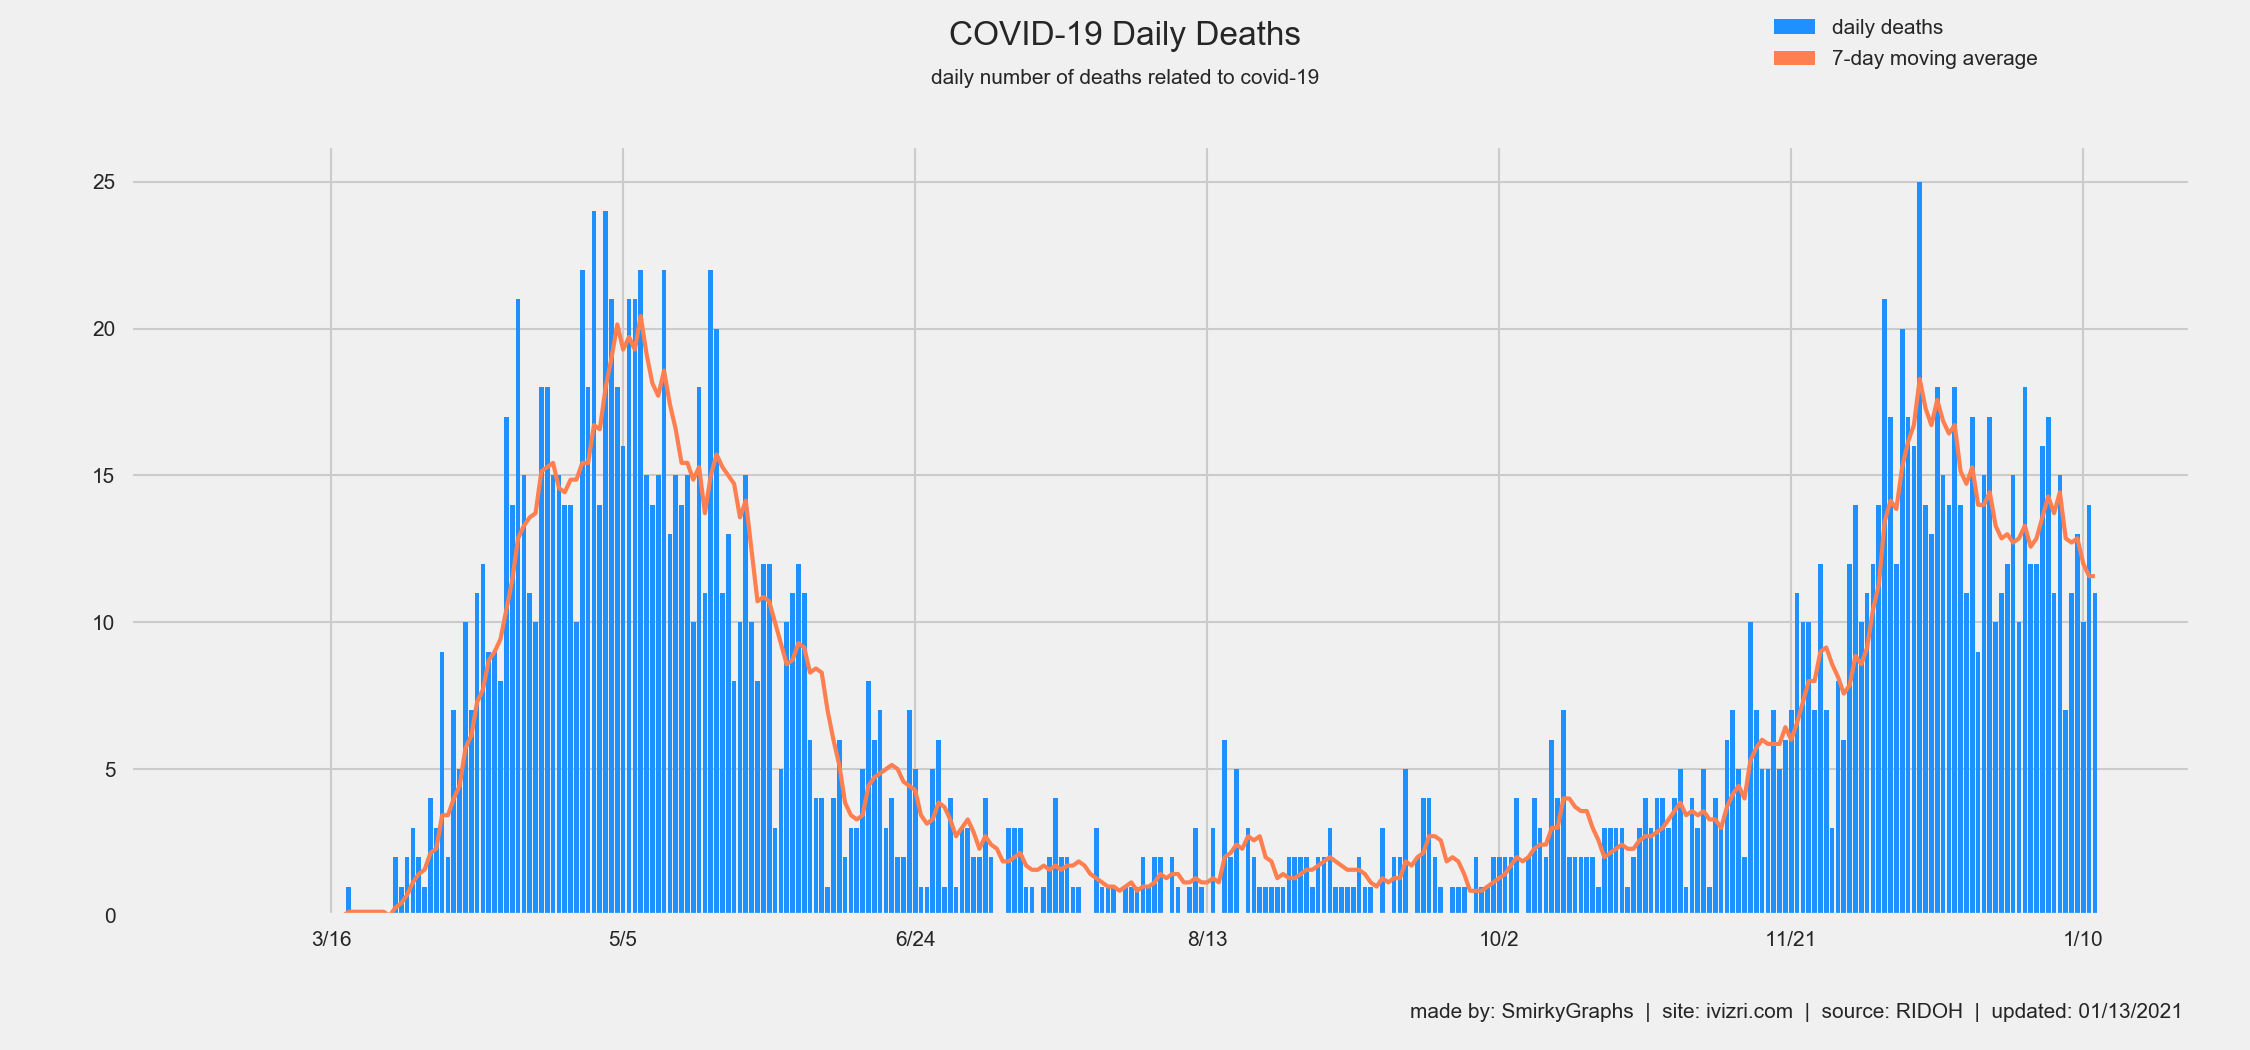 COVID-19 Daily Deaths
daily number of deaths related to covid-19
daily deaths
7-day moving average
25
20
15
10
5
0
3/16 5/5 6/24 8/13 10/2 11/21 1/10
made by: SmirkyGraphs | site: ivizri.com | source: RIDOH | updated: 01/13/2021